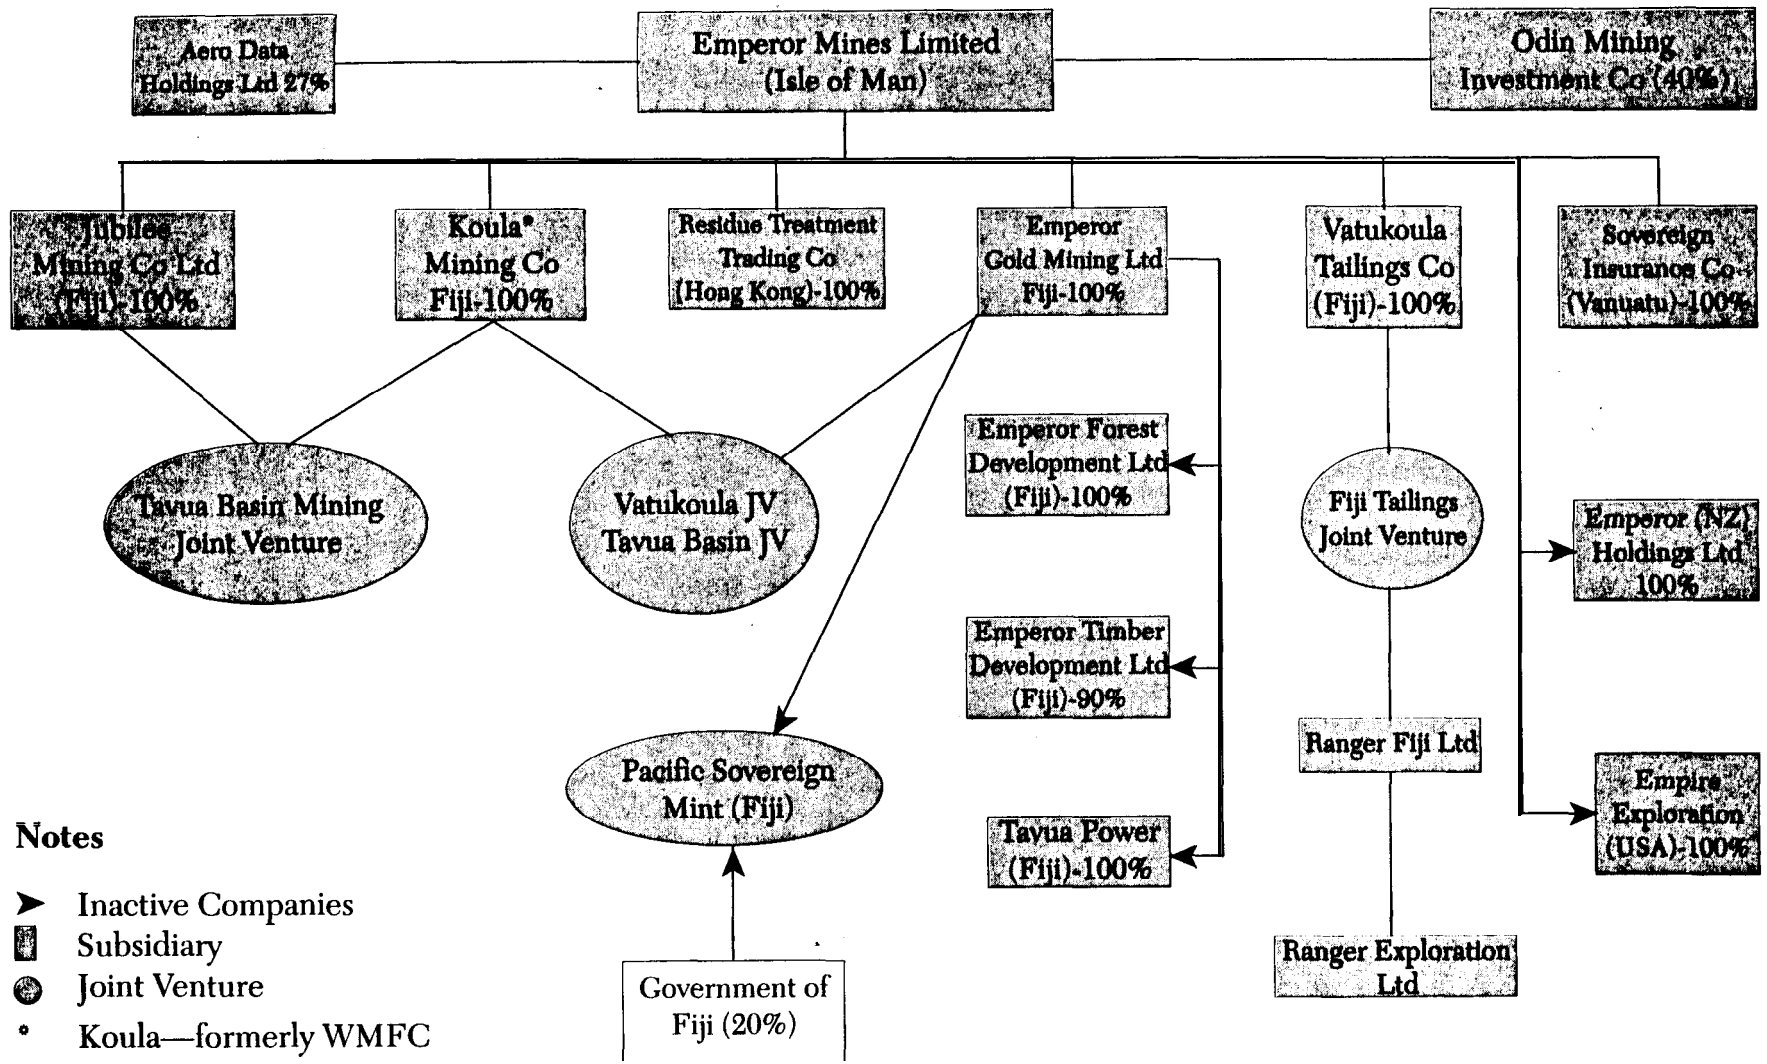 Aero Data
Holdings Ltd 27%
Emperor Mines Limited
(Isle of Man)
Odin Mining
Investment Co (40%)
Jubilee
Mining Co Ltd
(Fiji)-100%
Koula*
Mining Co
Fiji-100%
Residue Treatment
Trading Co
(Hong Kong)-100%
Emperor
Gold Mining Ltd
Fiji-100%
Vatukoula
Tailings Co
(Fiji)-100%
Sovereign
Insurance Co
(Vanuatu)-100%
Tavua Basin Mining
Joint Venture
Vatukoula JV
Tavua Basin JV
Emperor Forest
Development Ltd
(Fiji)-100%
Fiji Tailings
Joint Venture
Emperor (NZ)
Holdings Ltd
100%
Emperor Timber
Development Ltd
(Fiji)-90%
Pacific Sovereign
Mint (Fiji)
Ranger Fiji Ltd
Empire
Exploration
(USA)-100%
Tavua Power
(Fiji)-100%
Government of
Fiji (20%)
Ranger Exploration
Ltd
Notes
Inactive Companies
Subsidiary
Joint Venture
* Koula—formerly WMFC